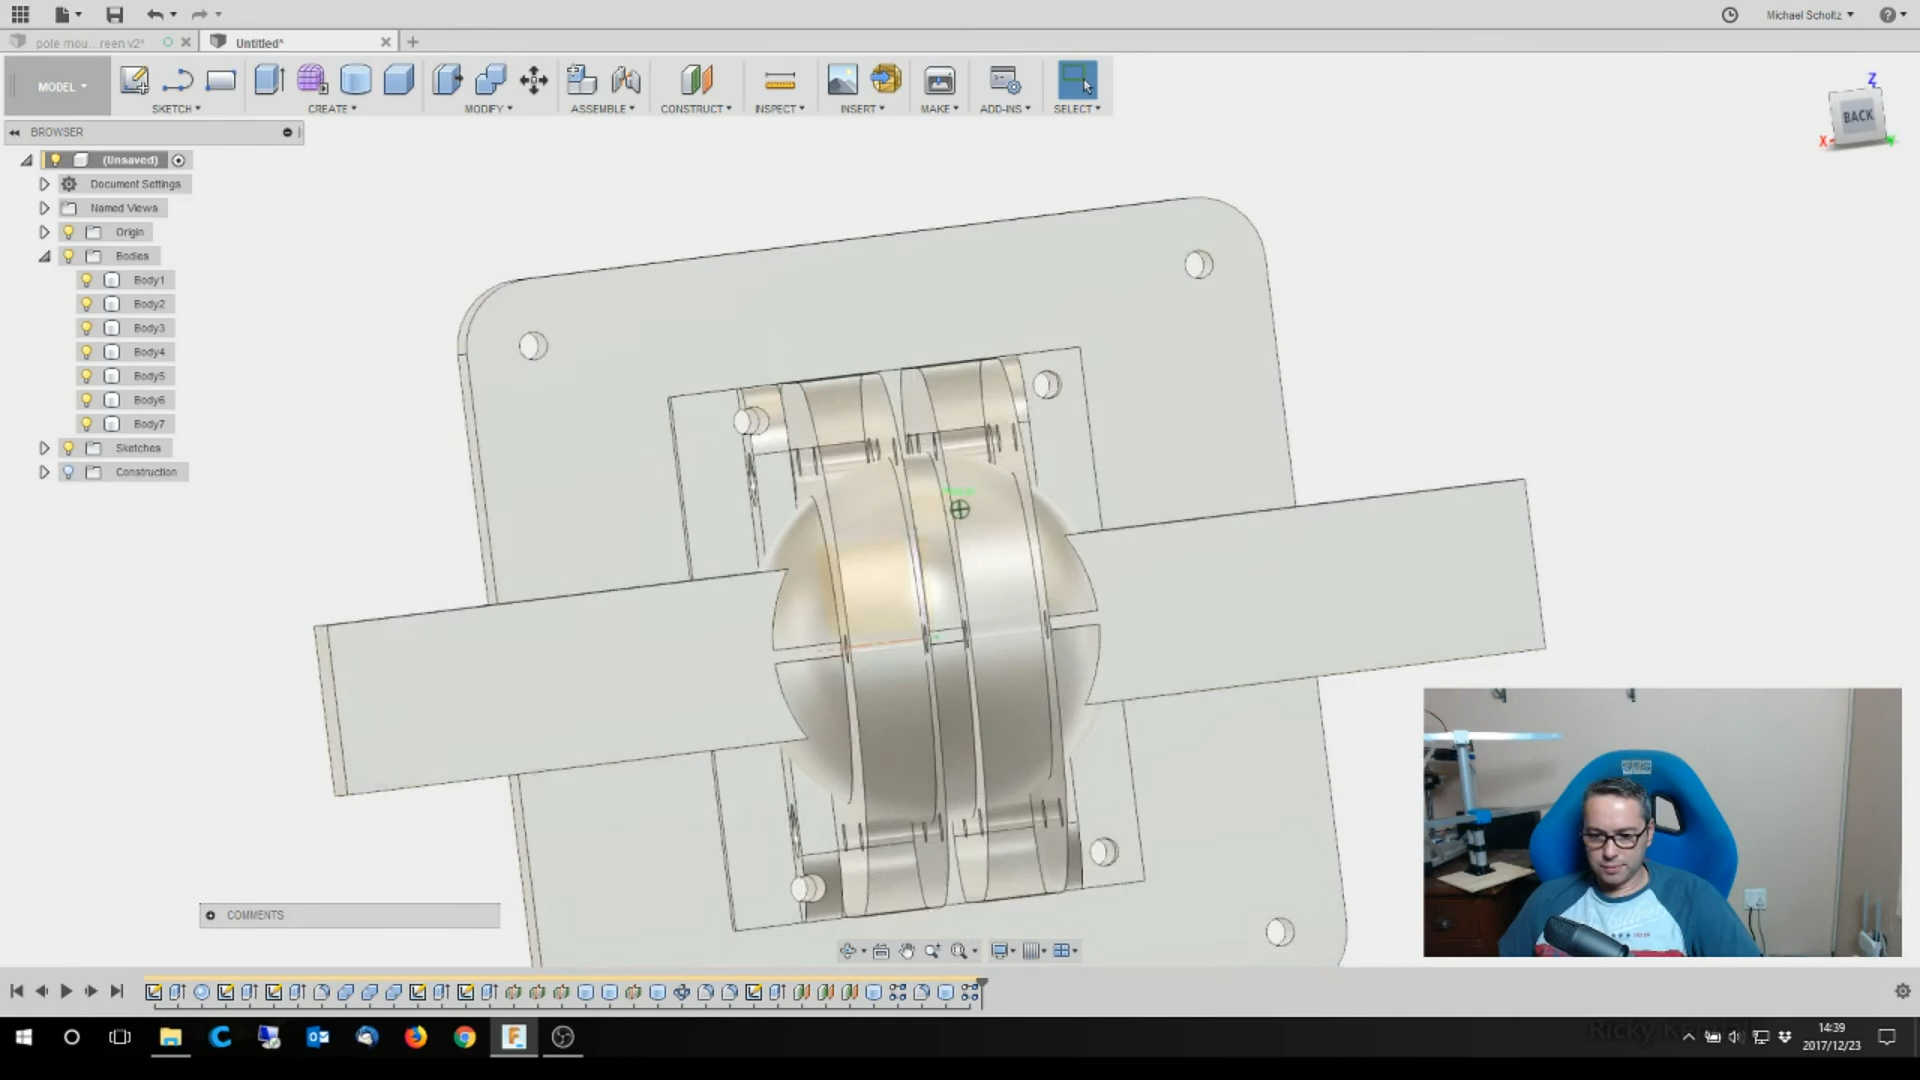 Michael Scholtz
pole mou...reen v2*
Untitled*
MODEL
SKETCH
CREATE
MODIFY
ASSEMBLE
CONSTRUCT
INSPECT
INSERT
MAKE
ADD-INS
SELECT
Z
BACK
X
BROWSER
(Unsaved)
Document Settings
Named Views
Origin
Bodies
Body1
Body2
Body3
Body4
Body5
Body6
Body7
Sketches
Construction
COMMENTS
14:39
2017/12/23